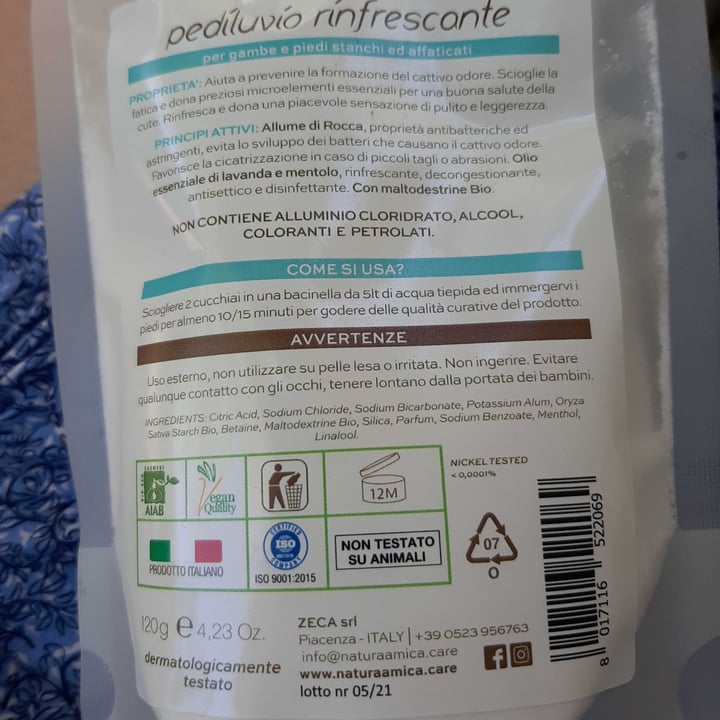 pediluvio rinfrescante
per gambe e piedi stanchi ed affaticati
PROPRIETA': Aiuta a prevenire la formazione del cattivo odore. Scioglie la
fatica e dona preziosi microelementi essenziali per una buona salute della
cute. Rinfresca e dona una piacevole sensazione di pulito e leggerezza.
PRINCIPI ATTIVI: Allume di Rocca, proprietà antibatteriche ed
astringenti, evita lo sviluppo dei batteri che causano il cattivo odore.
Favorisce la cicatrizzazione in caso di piccoli tagli o abrasioni. Olio
essenziale di lavanda e mentolo, rinfrescante, decongestionante,
antisettico e disinfettante. Con maltodestrine Bio.
NON CONTIENE ALLUMINIO CLORIDRATO, ALCOOL,
COLORANTI E PETROLATI.
COME SI USA?
Sciogliere 2 cucchiai in una bacinella da 5lt di acqua tiepida ed immergervi i
piedi per almeno 10/15 minuti per godere delle qualità curative del prodotto.
AVVERTENZE
Uso esterno, non utilizzare su pelle lesa o irritata. Non ingerire. Evitare
qualunque contatto con gli occhi, tenere lontano dalla portata dei bambini.
INGREDIENTS: Citric Acid, Sodium Chloride, Sodium Bicarbonate, Potassium Alum, Oryza
Sativa Starch Bio, Betaine, Maltodextrine Bio, Silica, Parfum, Sodium Benzoate, Menthol,
Linalool.
AIAB
Vegan
Quality
12M
NICKEL TESTED
< 0,0001%
PRODOTTO ITALIANO
CERTIFIED
ISO
COMPANY
ISO 9001:2015
NON TESTATO
SU ANIMALI
07
O
120g e 4,23 Oz.
dermatologicamente
testato
ZECA srl
Piacenza - ITALY | +39 0523 956763
info@naturaamica.care
www.naturaamica.care
lotto nr 05/21
8 017116 522069